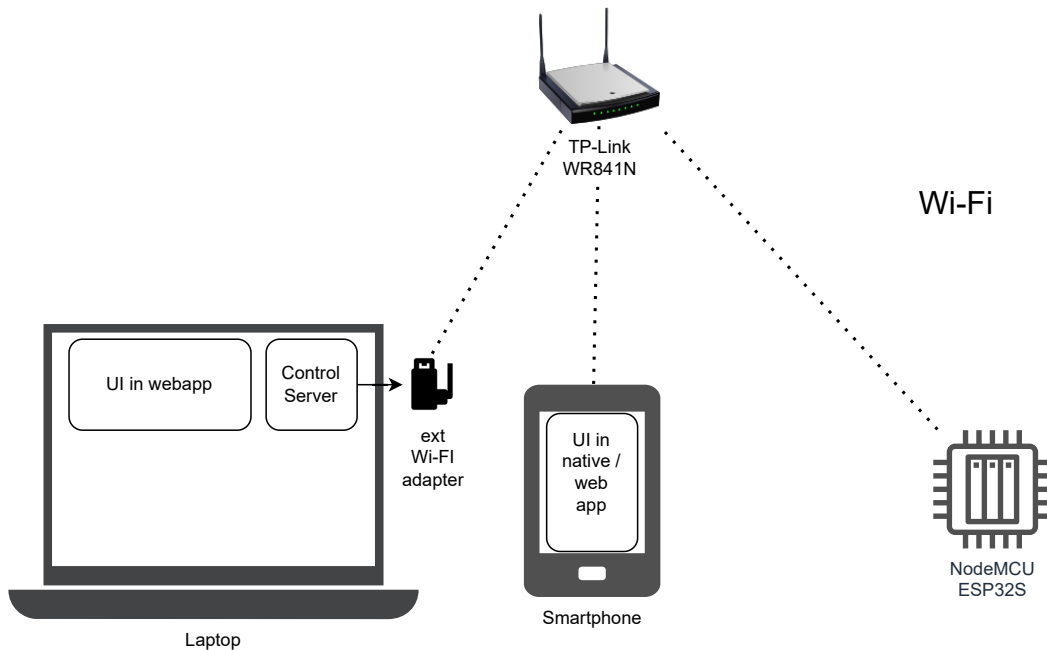 TP-Link
WR841N
Wi-Fi
UI in webapp
Control
Server
ext
Wi-FI
adapter
UI in
native /
web
app
NodeMCU
ESP32S
Smartphone
Laptop